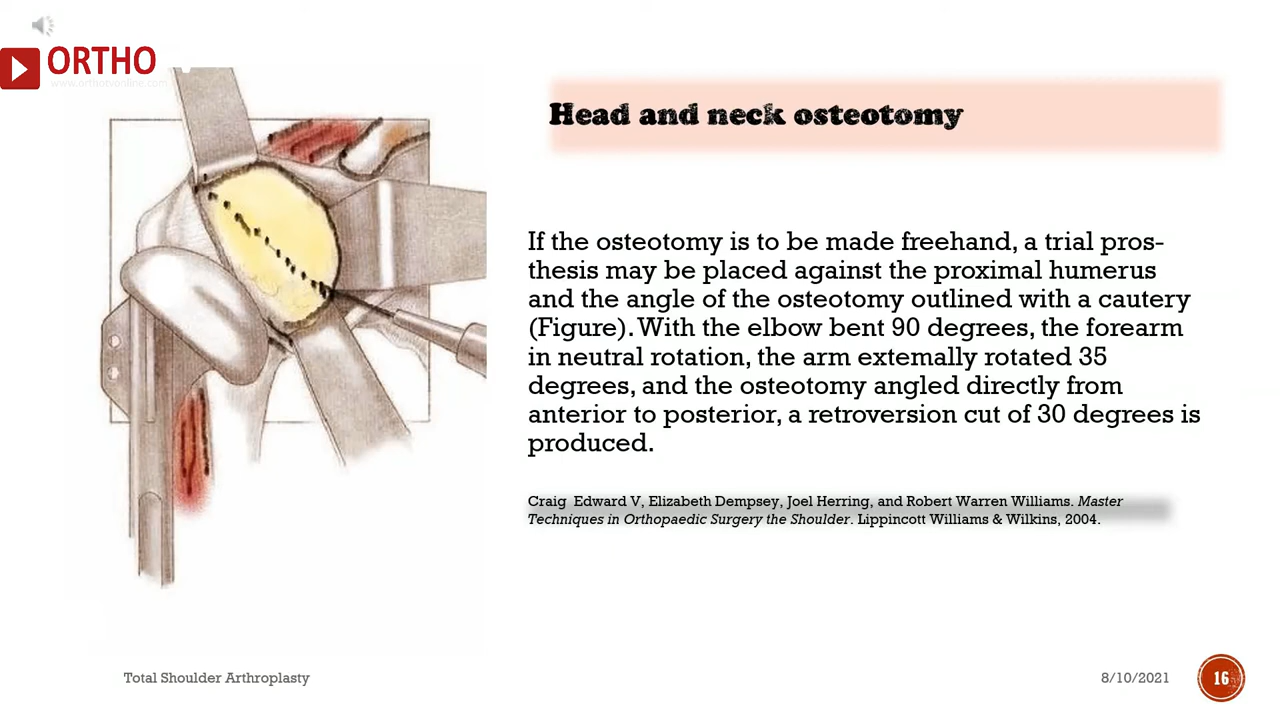 ORTHO
www.orthotvonline.com
Head and neck osteotomy
If the osteotomy is to be made freehand, a trial pros-
thesis may be placed against the proximal humerus
and the angle of the osteotomy outlined with a cautery
(Figure). With the elbow bent 90 degrees, the forearm
in neutral rotation, the arm extemally rotated 35
degrees, and the osteotomy angled directly from
anterior to posterior, a retroversion cut of 30 degrees is
produced.
Craig Edward V, Elizabeth Dempsey, Joel Herring, and Robert Warren Williams. Master
Techniques in Orthopaedic Surgery the Shoulder. Lippincott Williams & Wilkins, 2004.
Total Shoulder Arthroplasty
8/10/2021
16